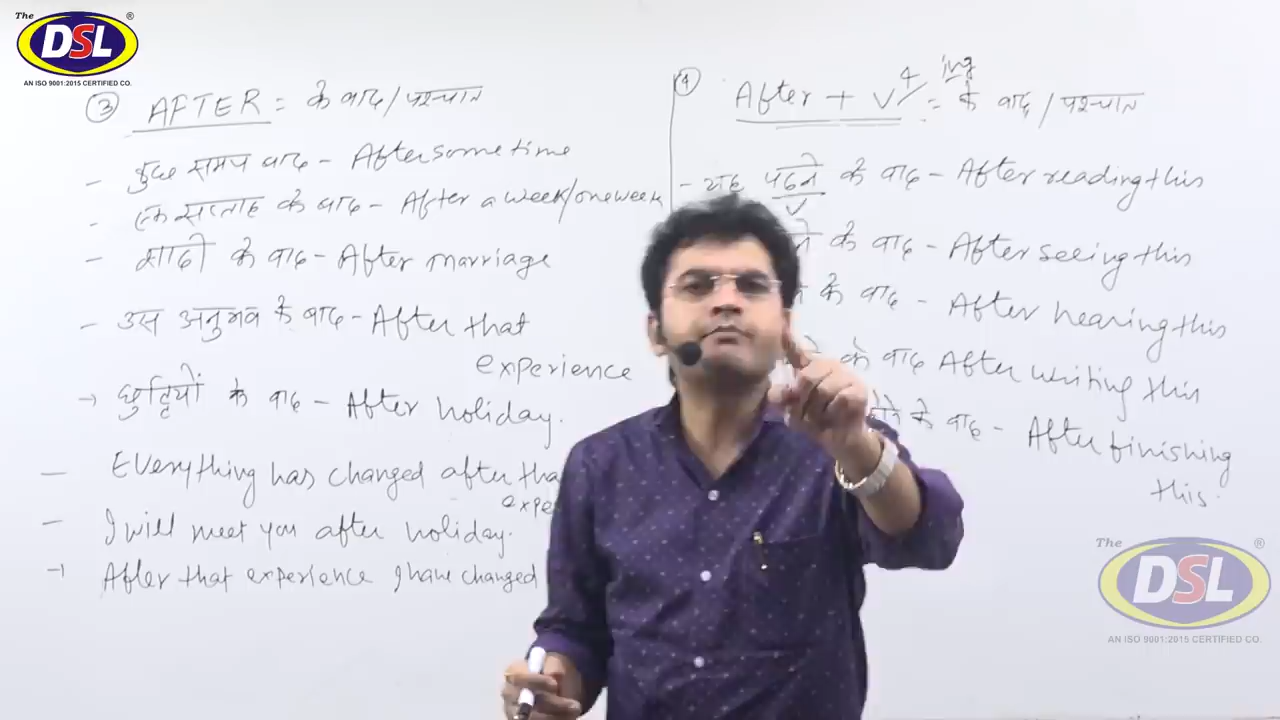 The
DSL
®
AN ISO 9001:2015 CERTIFIED CO.
③ AFTER = के बाद/पश्चात
- कुछ समय बाद - After some time
- एक सप्ताह के बाद - After a week/one week
- शादी के बाद - After marriage
- उस अनुभव के बाद - After that
experience
→ छुट्टियों के बाद - After holiday.
- Everything has changed after tha
expe
- I will meet you after holiday.
→ After that experience I have changed
④ After + V4/ing = के बाद/पश्चात
- यह पढने के बाद - After reading this
V
ने के बाद - After seeing this
के बाद - After hearing this
के बाद After writing this
के बाद - After finishing
this.
The
DSL
®
AN ISO 9001:2015 CERTIFIED CO.